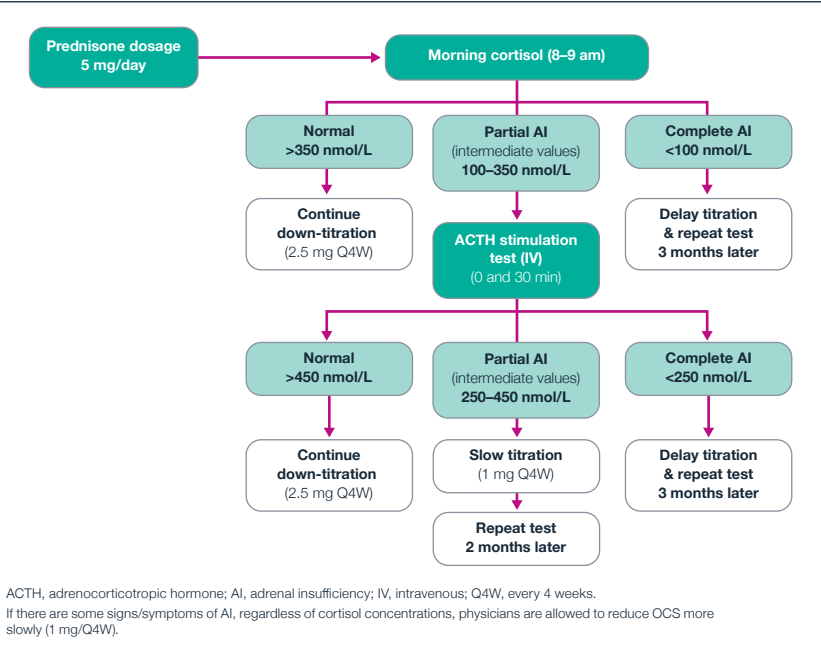 Prednisone dosage
5 mg/day
Morning cortisol (8–9 am)
Normal
>350 nmol/L
Partial AI
(intermediate values)
100–350 nmol/L
Complete AI
<100 nmol/L
Continue
down-titration
(2.5 mg Q4W)
ACTH stimulation
test (IV)
(0 and 30 min)
Delay titration
& repeat test
3 months later
Normal
>450 nmol/L
Partial AI
(intermediate values)
250–450 nmol/L
Complete AI
<250 nmol/L
Continue
down-titration
(2.5 mg Q4W)
Slow titration
(1 mg Q4W)
Delay titration
& repeat test
3 months later
Repeat test
2 months later
ACTH, adrenocorticotropic hormone; AI, adrenal insufficiency; IV, intravenous; Q4W, every 4 weeks.
If there are some signs/symptoms of AI, regardless of cortisol concentrations, physicians are allowed to reduce OCS more
slowly (1 mg/Q4W).